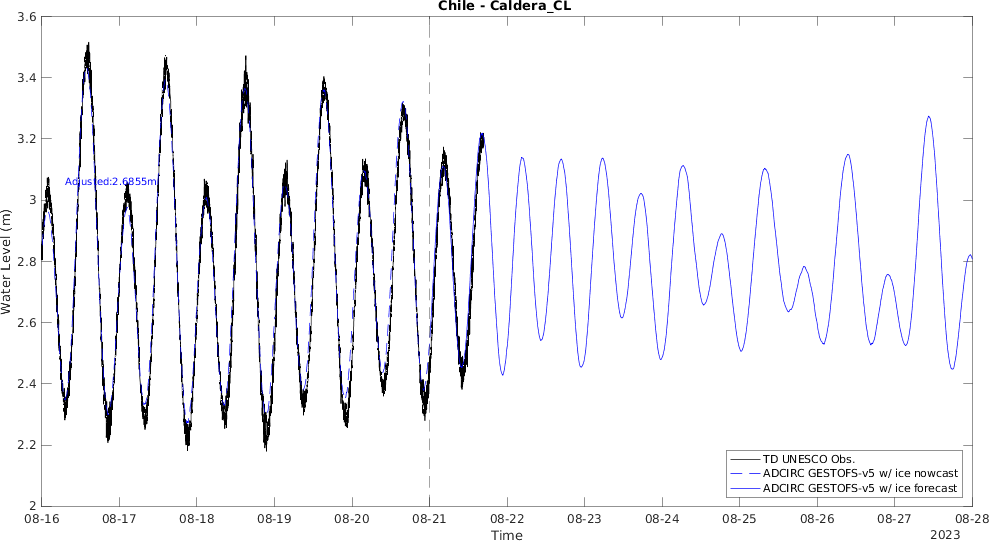 Chile - Caldera_CL
3.6
3.4
3.2
3
2.8
2.6
2.4
2.2
2
Water Level (m)
Adjusted:2.6855m
TD UNESCO Obs.
ADCIRC GESTOFS-v5 w/ ice nowcast
ADCIRC GESTOFS-v5 w/ ice forecast
08-16 08-17 08-18 08-19 08-20 08-21 08-22 08-23 08-24 08-25 08-26 08-27 08-28
Time
2023